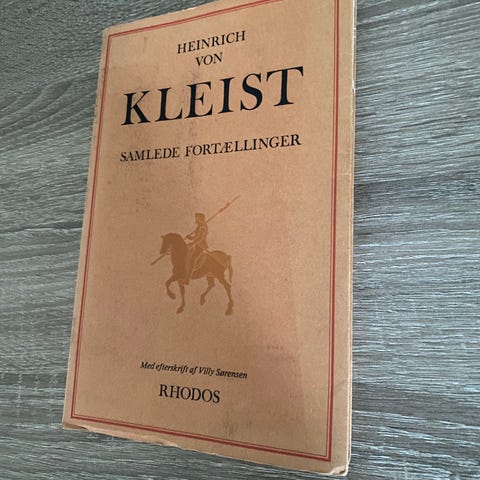 HEINRICH
VON
KLEIST
SAMLEDE FORTÆLLINGER
Med efterskrift af Villy Sørensen
RHODOS